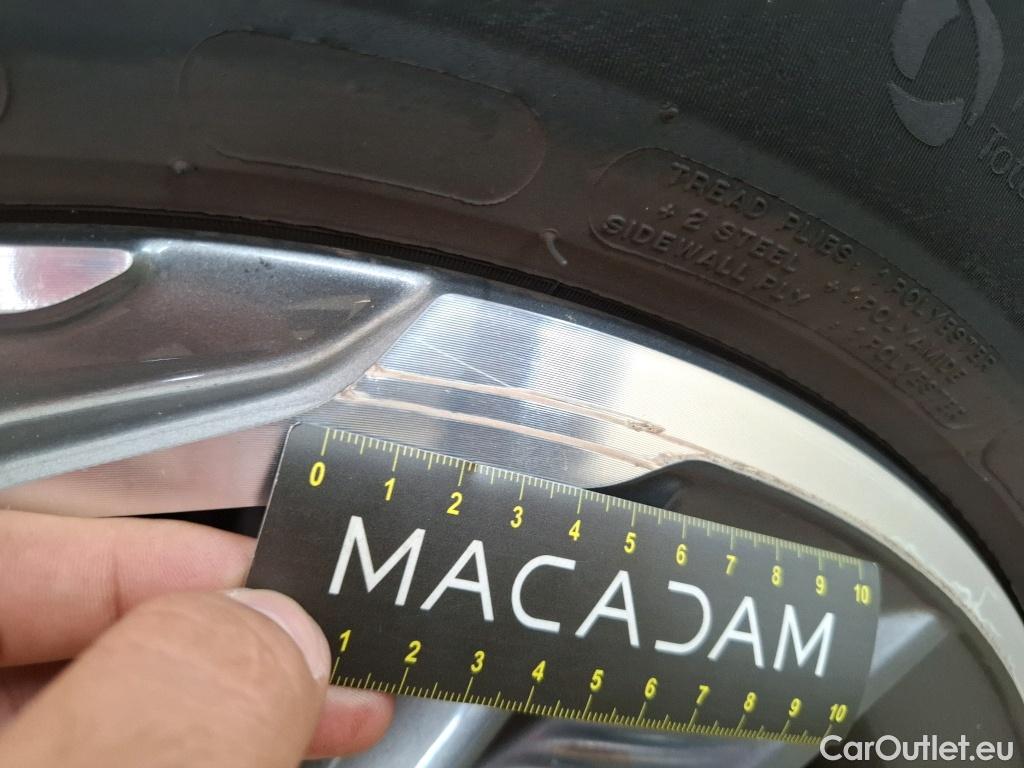 TOU
TREAD PLIES: 1 POLYESTER
+ 2 STEEL + 1 POLYAMIDE
SIDEWALL PLY : 1 POLYESTER
0 1 2 3 4 5 6 7 8 9 10
MACADAM
1 2 3 4 5 6 7 8 9 10
CarOutlet.eu